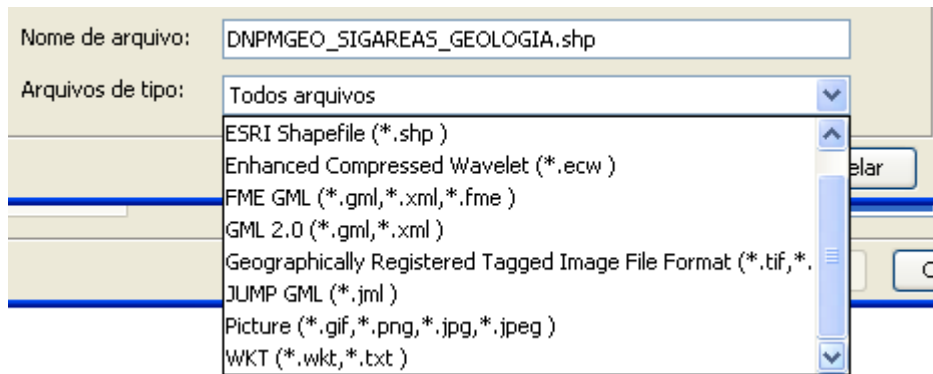 Nome de arquivo: DNPMGEO_SIGAREAS_GEOLOGIA.shp
Arquivos de tipo: Todos arquivos
ESRI Shapefile (*.shp )
Enhanced Compressed Wavelet (*.ecw )
elar
FME GML (*.gml,*.xml,*.fme )
GML 2.0 (*.gml,*.xml )
Geographically Registered Tagged Image File Format (*.tif,*.
JUMP GML (*.jml )
Picture (*.gif,*.png,*.jpg,*.jpeg )
WKT (*.wkt,*.txt )